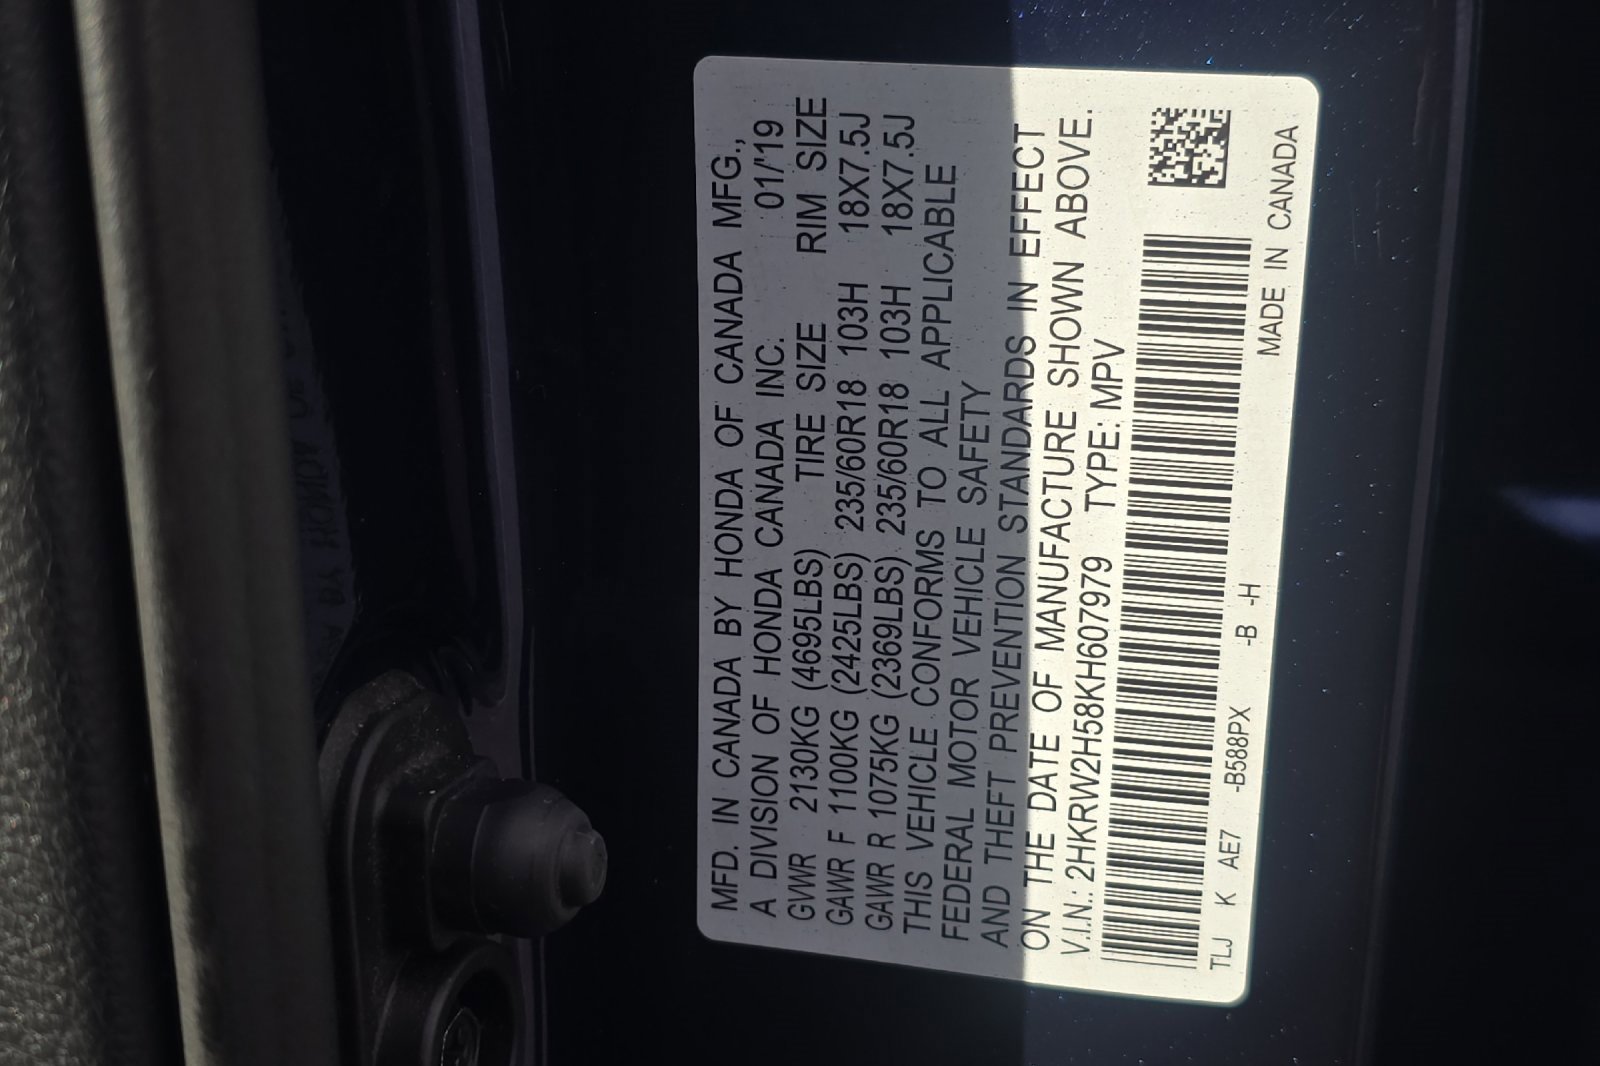 MFD. IN CANADA BY HONDA OF CANADA MFG.,
A DIVISION OF HONDA CANADA INC. 01/'19
GVWR 2130KG (4695LBS) TIRE SIZE RIM SIZE
GAWR F 1100KG (2425LBS) 235/60R18 103H 18X7.5J
GAWR R 1075KG (2369LBS) 235/60R18 103H 18X7.5J
THIS VEHICLE CONFORMS TO ALL APPLICABLE
FEDERAL MOTOR VEHICLE SAFETY
AND THEFT PREVENTION STANDARDS IN EFFECT
ON THE DATE OF MANUFACTURE SHOWN ABOVE.
V.I.N.: 2HKRW2H58KH607979 TYPE: MPV
TLJ K AE7 -B588PX -B -H MADE IN CANADA